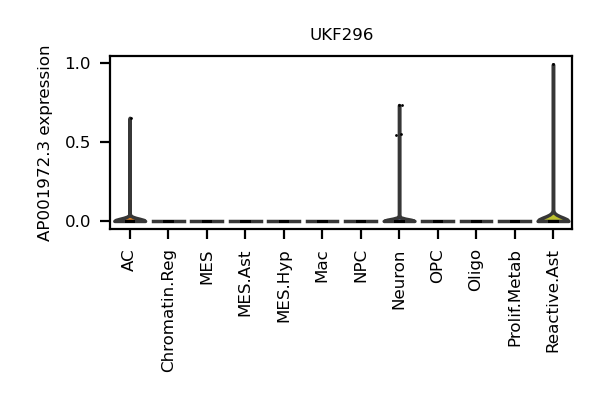 UKF296
AP001972.3 expression
1.0
0.5
0.0
AC
Chromatin.Reg
MES
MES.Ast
MES.Hyp
Mac
NPC
Neuron
OPC
Oligo
Prolif.Metab
Reactive.Ast